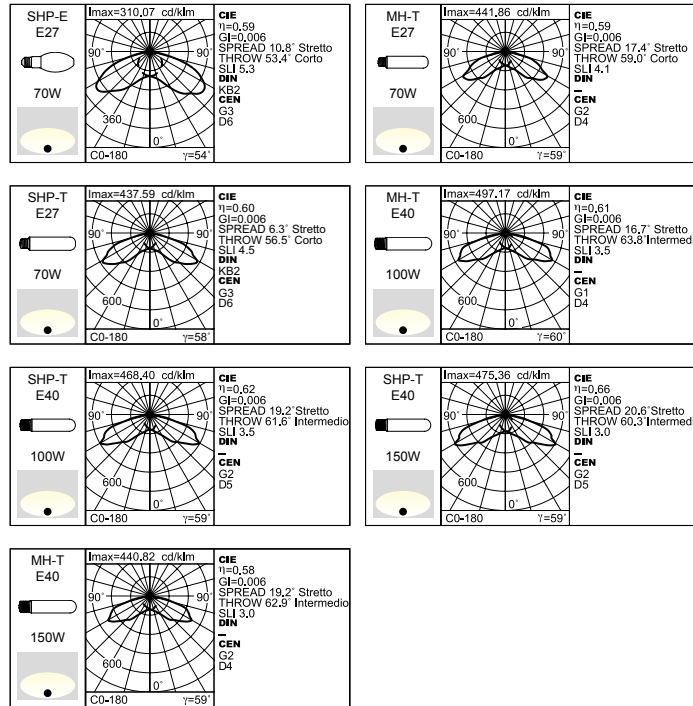 SHP-E
E27
70W
Imax=310.07 cd/klm
90° 90°
360
0°
C0-180 γ=54°
CIE
η=0.59
GI=0.006
SPREAD 10.8° Stretto
THROW 53.4° Corto
SLI 5.3
DIN
KB2
CEN
G3
D6
MH-T
E27
70W
Imax=441.86 cd/klm
90° 90°
600
0°
C0-180 γ=59°
CIE
η=0.59
GI=0.006
SPREAD 17.4° Stretto
THROW 59.0° Corto
SLI 4.1
DIN
—
CEN
G2
D4
SHP-T
E27
70W
Imax=437.59 cd/klm
90° 90°
600
0°
C0-180 γ=58°
CIE
η=0.60
GI=0.006
SPREAD 6.3° Stretto
THROW 56.5° Corto
SLI 4.5
DIN
KB2
CEN
G3
D6
MH-T
E40
100W
Imax=497.17 cd/klm
90° 90°
600
0°
C0-180 γ=60°
CIE
η=0.61
GI=0.006
SPREAD 16.7° Stretto
THROW 63.8° Intermedi
SLI 3.5
DIN
—
CEN
G1
D4
SHP-T
E40
100W
Imax=468.40 cd/klm
90° 90°
600
0°
C0-180 γ=59°
CIE
η=0.62
GI=0.006
SPREAD 19.2° Stretto
THROW 61.6° Intermedio
SLI 3.5
DIN
—
CEN
G2
D5
SHP-T
E40
150W
Imax=475.36 cd/klm
90° 90°
600
0°
C0-180 γ=59°
CIE
η=0.66
GI=0.006
SPREAD 20.6° Stretto
THROW 60.3° Intermedi
SLI 3.0
DIN
—
CEN
G2
D5
MH-T
E40
150W
Imax=440.82 cd/klm
90° 90°
600
0°
C0-180 γ=59°
CIE
η=0.58
GI=0.006
SPREAD 19.2° Stretto
THROW 62.9° Intermedio
SLI 3.0
DIN
—
CEN
G2
D4